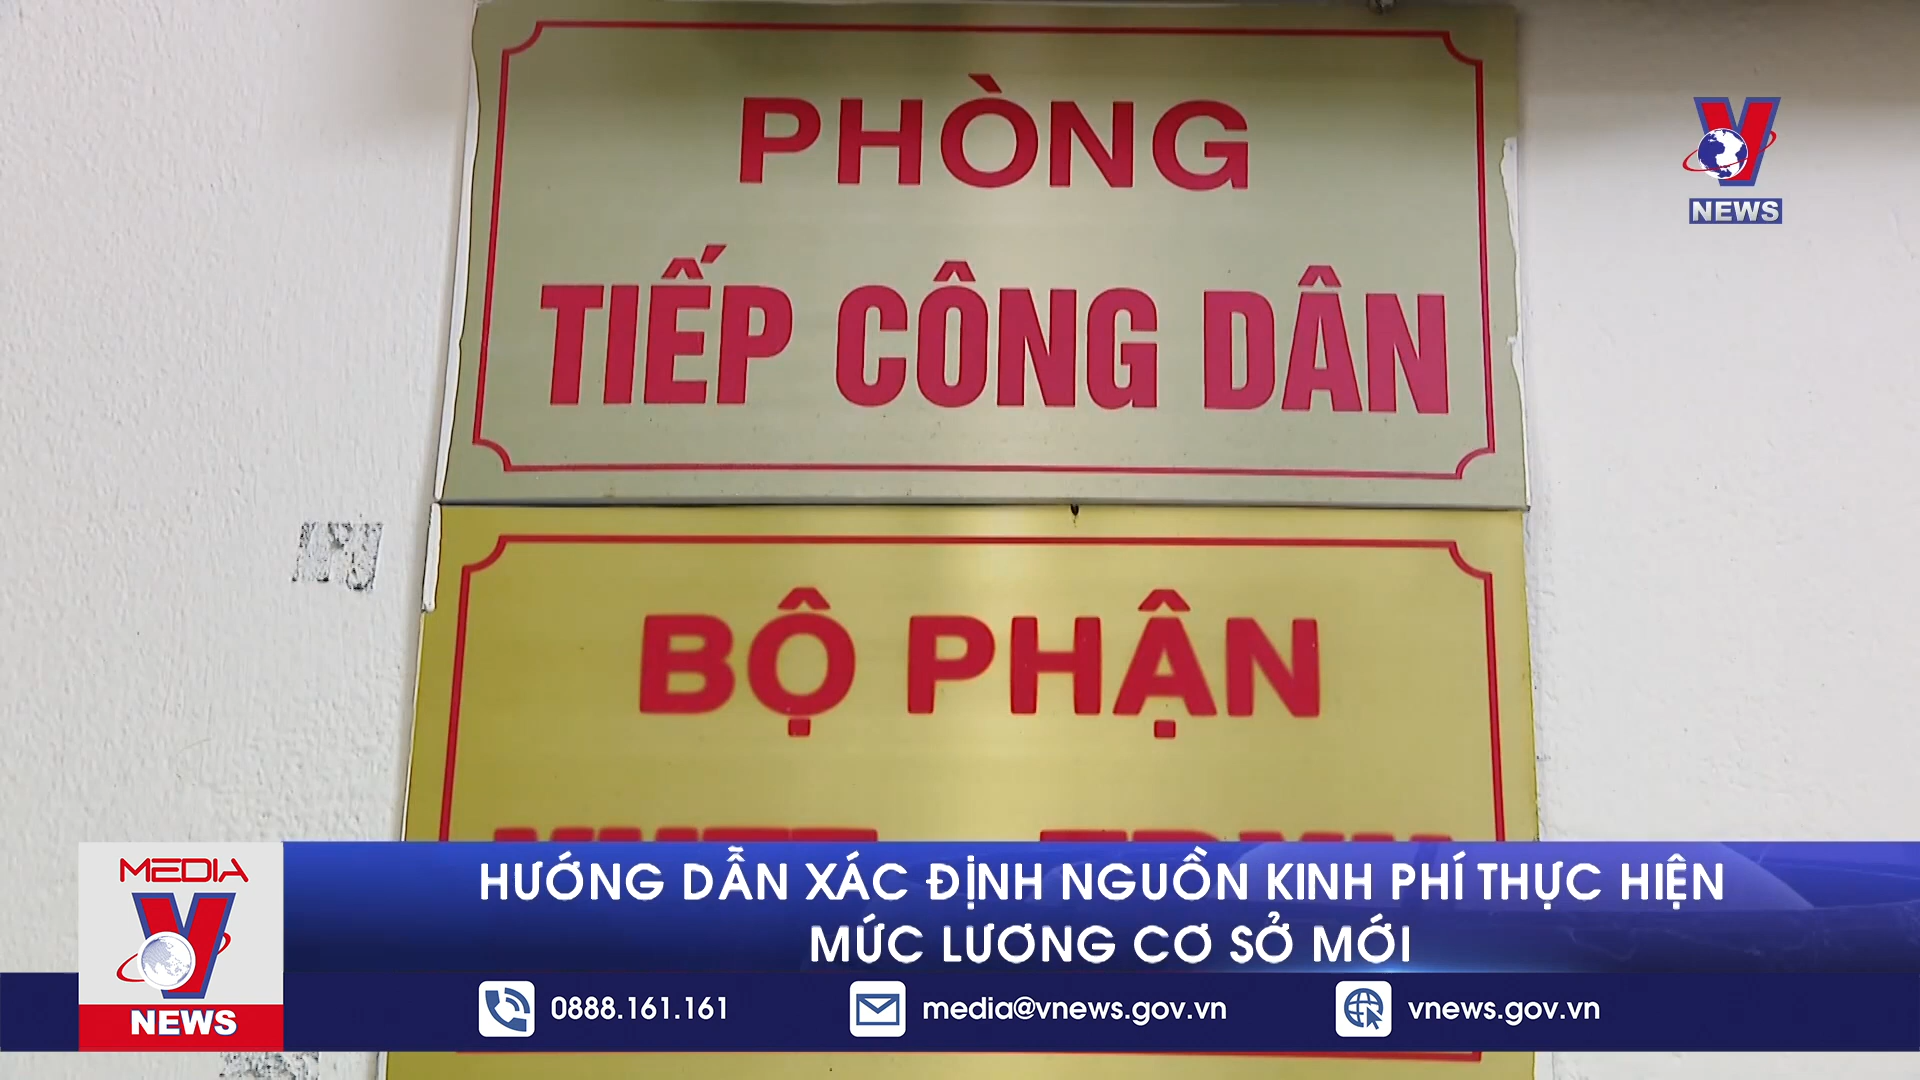 PHÒNG
TIẾP CÔNG DÂN
BỘ PHẬN
V
NEWS
MEDIA
V
NEWS
HƯỚNG DẪN XÁC ĐỊNH NGUỒN KINH PHÍ THỰC HIỆN
MỨC LƯƠNG CƠ SỞ MỚI
0888.161.161
media@vnews.gov.vn
vnews.gov.vn